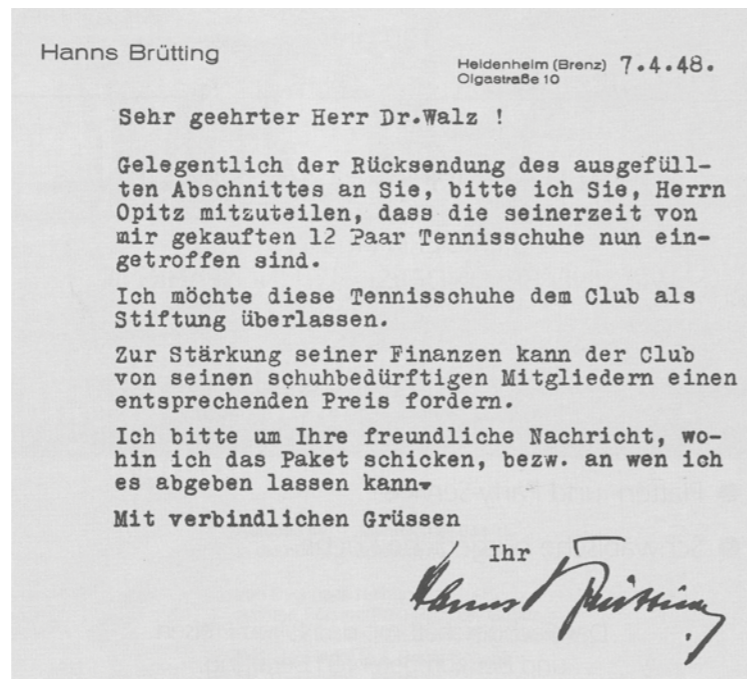 Hanns Brütting
Heidenheim (Brenz) 7.4.48.
Olgastraße 10
Sehr geehrter Herr Dr.Walz !
Gelegentlich der Rücksendung des ausgefüll-
ten Abschnittes an Sie, bitte ich Sie, Herrn
Opitz mitzuteilen, dass die seinerzeit von
mir gekauften 12 Paar Tennisschuhe nun ein-
getroffen sind.
Ich möchte diese Tennisschuhe dem Club als
Stiftung überlassen.
Zur Stärkung seiner Finanzen kann der Club
von seinen schuhbedürftigen Mitgliedern einen
entsprechenden Preis fordern.
Ich bitte um Ihre freundliche Nachricht, wo-
hin ich das Paket schicken, bezw. an wen ich
es abgeben lassen kann.
Mit verbindlichen Grüssen
Ihr
Hanns Brütting